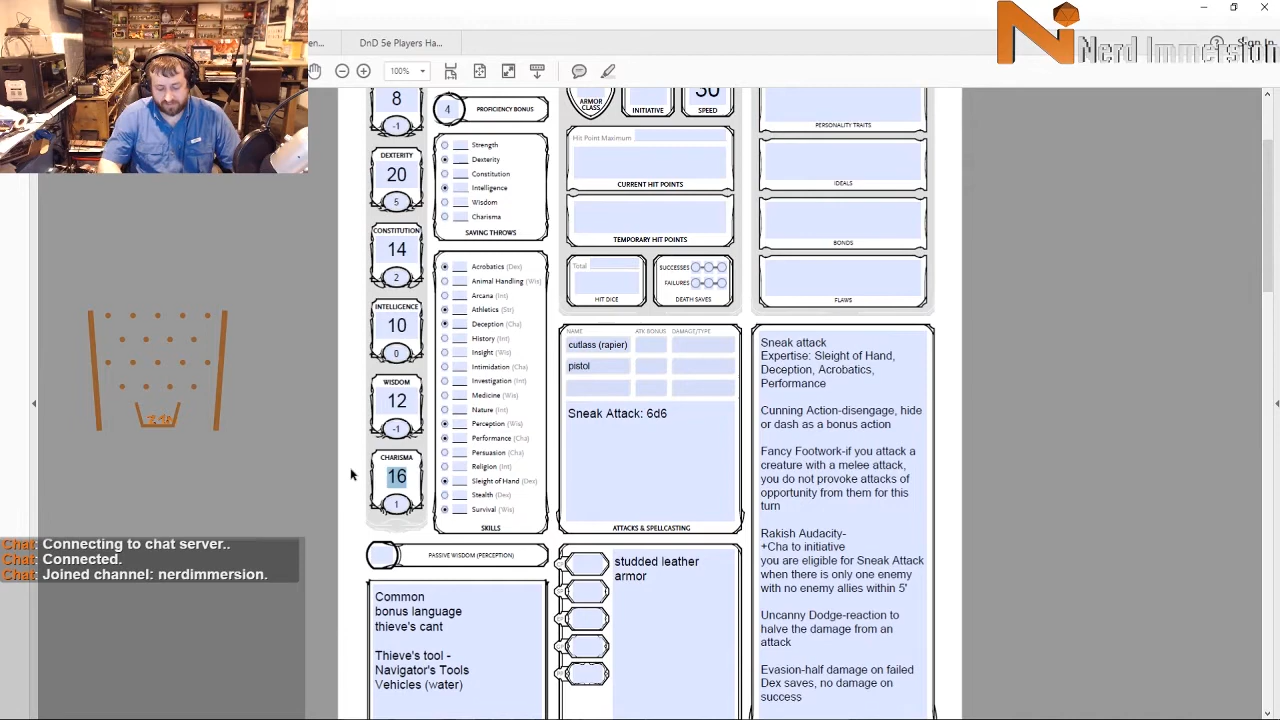 Nerd Immersion
en...
DnD 5e Players Ha...
Sign In
100%
8
-1
4
PROFICIENCY BONUS
ARMOR
CLASS
INITIATIVE
30
SPEED
PERSONALITY TRAITS
Strength
Dexterity
Constitution
Intelligence
Wisdom
Charisma
SAVING THROWS
DEXTERITY
20
5
CONSTITUTION
14
2
INTELLIGENCE
10
0
WISDOM
12
-1
CHARISMA
16
1
Hit Point Maximum
CURRENT HIT POINTS
TEMPORARY HIT POINTS
Total
HIT DICE
SUCCESSES
FAILURES
DEATH SAVES
IDEALS
BONDS
FLAWS
Acrobatics (Dex)
Animal Handling (Wis)
Arcana (Int)
Athletics (Str)
Deception (Cha)
History (Int)
Insight (Wis)
Intimidation (Cha)
Investigation (Int)
Medicine (Wis)
Nature (Int)
Perception (Wis)
Performance (Cha)
Persuasion (Cha)
Religion (Int)
Sleight of Hand (Dex)
Stealth (Dex)
Survival (Wis)
SKILLS
NAME ATK BONUS DAMAGE/TYPE
cutlass (rapier)
pistol
Sneak Attack: 6d6
ATTACKS & SPELLCASTING
Sneak attack
Expertise: Sleight of Hand,
Deception, Acrobatics,
Performance
Cunning Action-disengage, hide
or dash as a bonus action
Fancy Footwork-if you attack a
creature with a melee attack,
you do not provoke attacks of
opportunity from them for this
turn
Rakish Audacity-
+Cha to initiative
you are eligible for Sneak Attack
when there is only one enemy
with no enemy allies within 5'
Uncanny Dodge-reaction to
halve the damage from an
attack
Evasion-half damage on failed
Dex saves, no damage on
success
PASSIVE WISDOM (PERCEPTION)
Common
bonus language
thieve's cant
Thieve's tool -
Navigator's Tools
Vehicles (water)
studded leather
armor
Chat: Connecting to chat server..
Chat: Connected.
Chat: Joined channel: nerdimmersion.